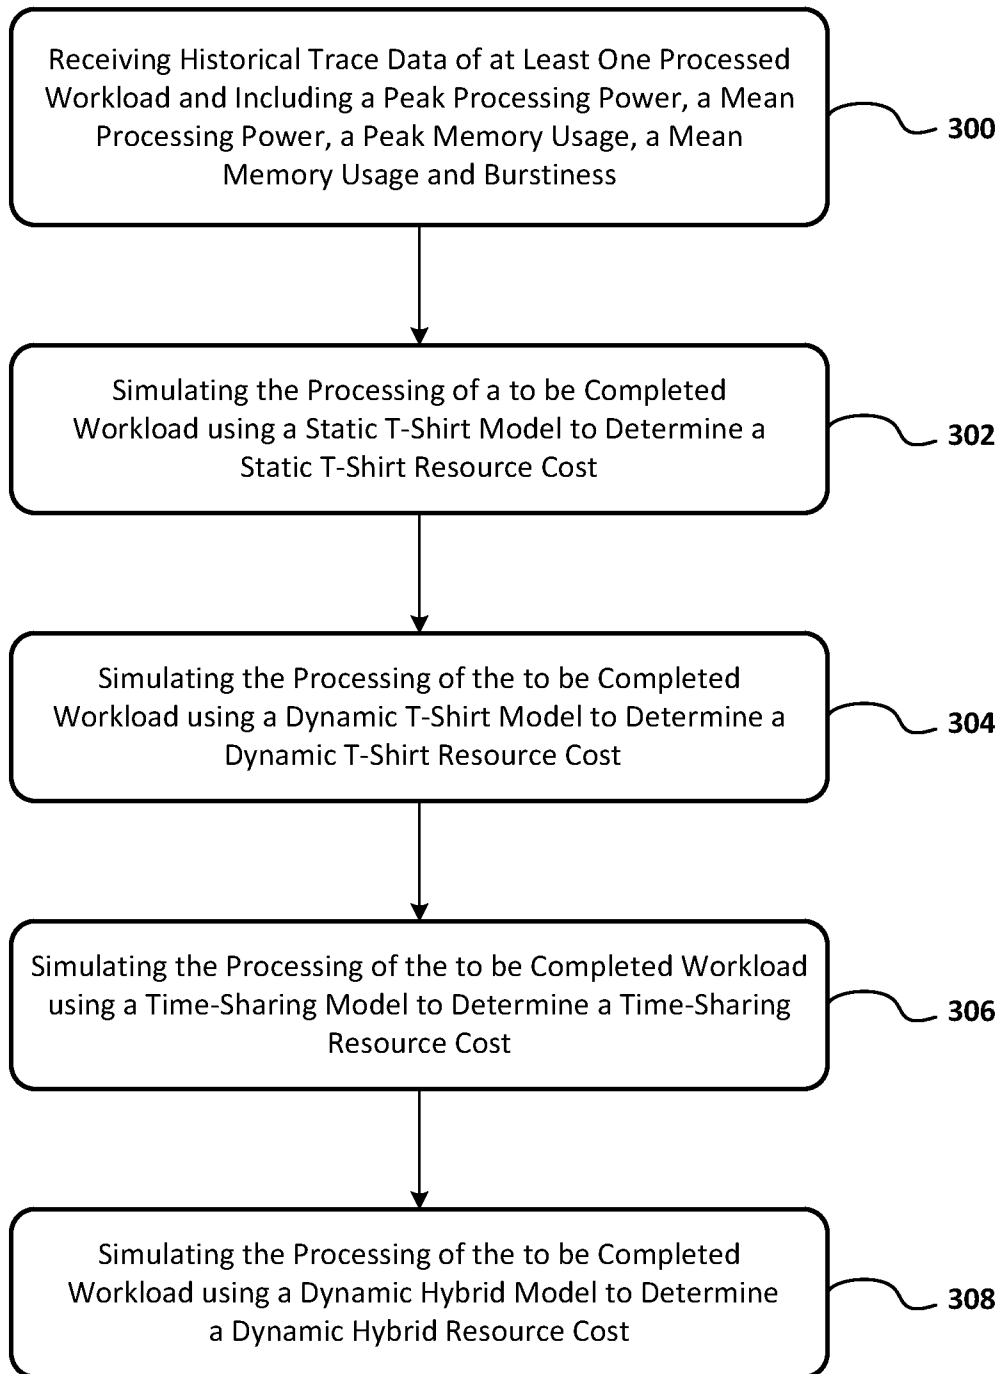 Receiving Historical Trace Data of at Least One Processed
Workload and Including a Peak Processing Power, a Mean
Processing Power, a Peak Memory Usage, a Mean
Memory Usage and Burstiness
300
Simulating the Processing of a to be Completed
Workload using a Static T-Shirt Model to Determine a
Static T-Shirt Resource Cost
302
Simulating the Processing of the to be Completed
Workload using a Dynamic T-Shirt Model to Determine a
Dynamic T-Shirt Resource Cost
304
Simulating the Processing of the to be Completed Workload
using a Time-Sharing Model to Determine a Time-Sharing
Resource Cost
306
Simulating the Processing of the to be Completed
Workload using a Dynamic Hybrid Model to Determine
a Dynamic Hybrid Resource Cost
308